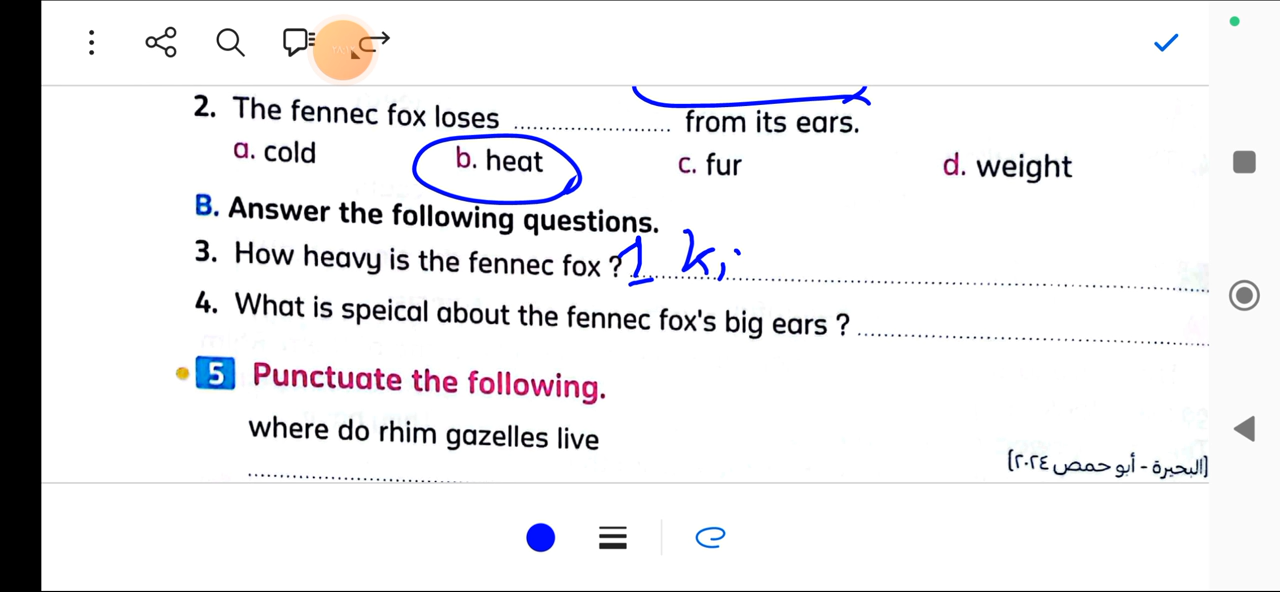 2. The fennec fox loses ........................ from its ears.
a. cold b. heat c. fur d. weight
B. Answer the following questions.
3. How heavy is the fennec fox ? 1 ki
4. What is speical about the fennec fox's big ears ?
5 Punctuate the following.
where do rhim gazelles live
[البحيرة - أبو حمص ٢٠٢٤]